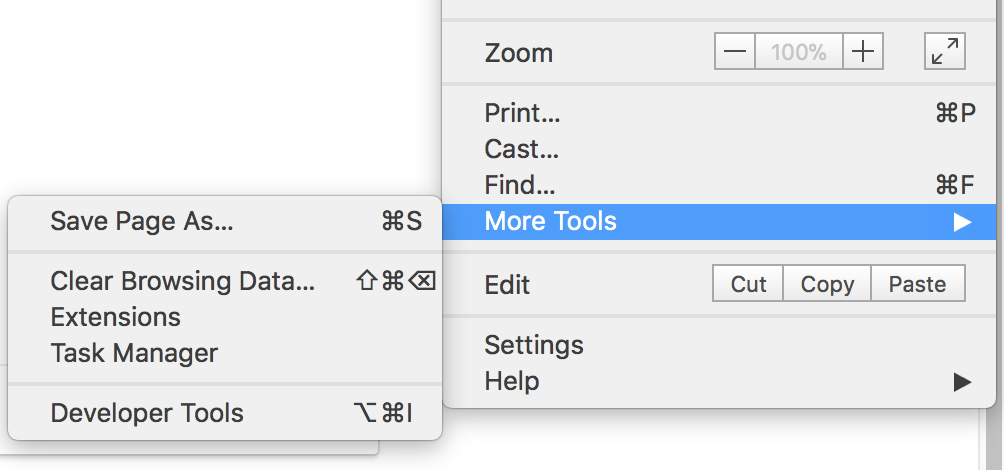 Zoom — 100% +
Print... ⌘P
Cast...
Find... ⌘F
More Tools ▶
Edit Cut Copy Paste
Settings
Help ▶
Save Page As... ⌘S
Clear Browsing Data... ⇧⌘⌫
Extensions
Task Manager
Developer Tools ⌥⌘I